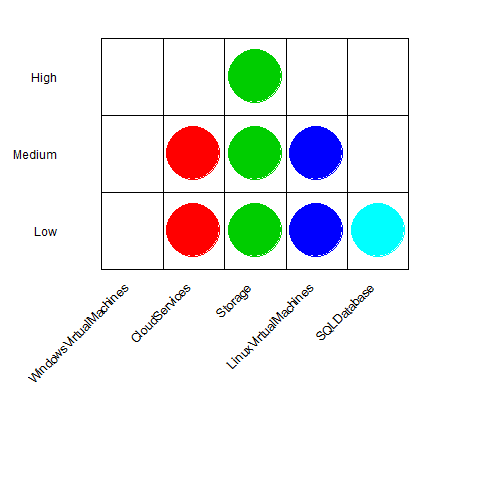 High
Medium
Low
WindowsVirtualMachines
CloudServices
Storage
LinuxVirtualMachines
SQLDatabase